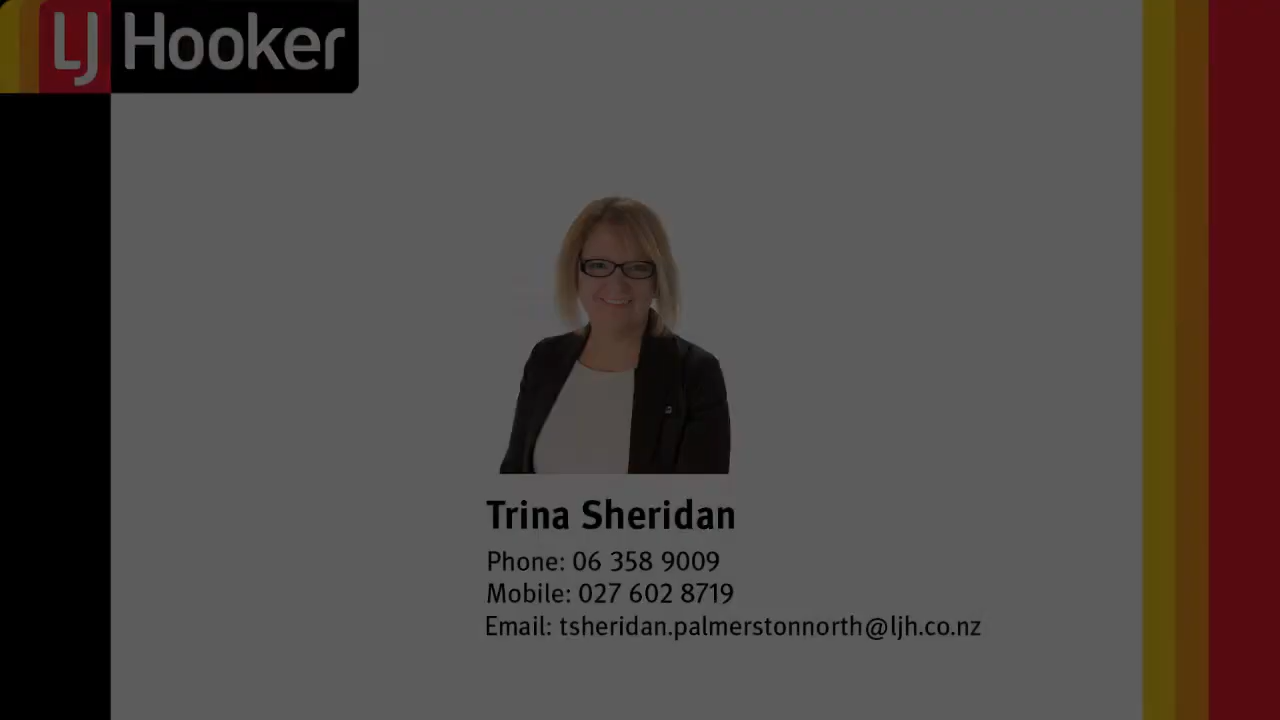 LJ Hooker
Trina Sheridan
Phone: 06 358 9009
Mobile: 027 602 8719
Email: tsheridan.palmerstonnorth@ljh.co.nz